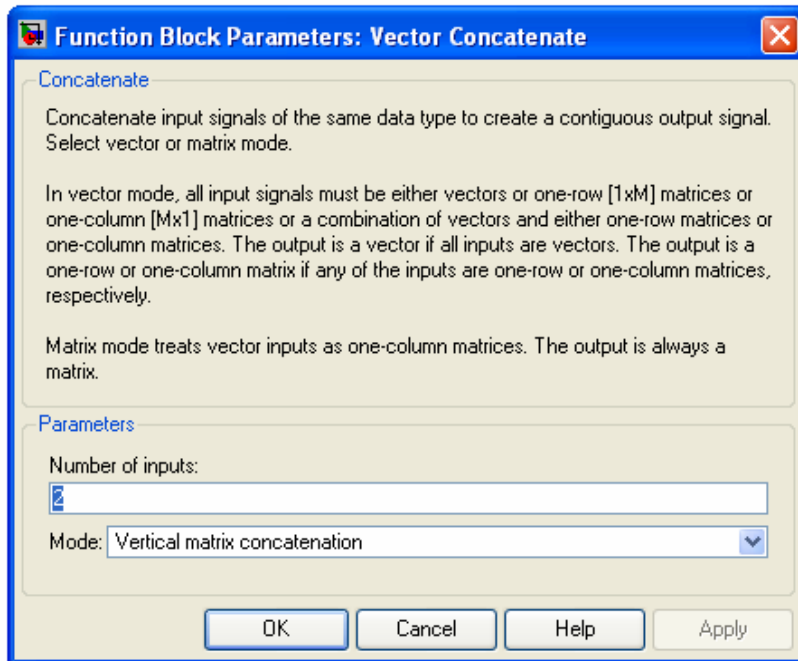 Function Block Parameters: Vector Concatenate
Concatenate
Concatenate input signals of the same data type to create a contiguous output signal.
Select vector or matrix mode.
In vector mode, all input signals must be either vectors or one-row [1xM] matrices or
one-column [Mx1] matrices or a combination of vectors and either one-row matrices or
one-column matrices. The output is a vector if all inputs are vectors. The output is a
one-row or one-column matrix if any of the inputs are one-row or one-column matrices,
respectively.
Matrix mode treats vector inputs as one-column matrices. The output is always a
matrix.
Parameters
Number of inputs:
2
Mode: Vertical matrix concatenation
OK Cancel Help Apply